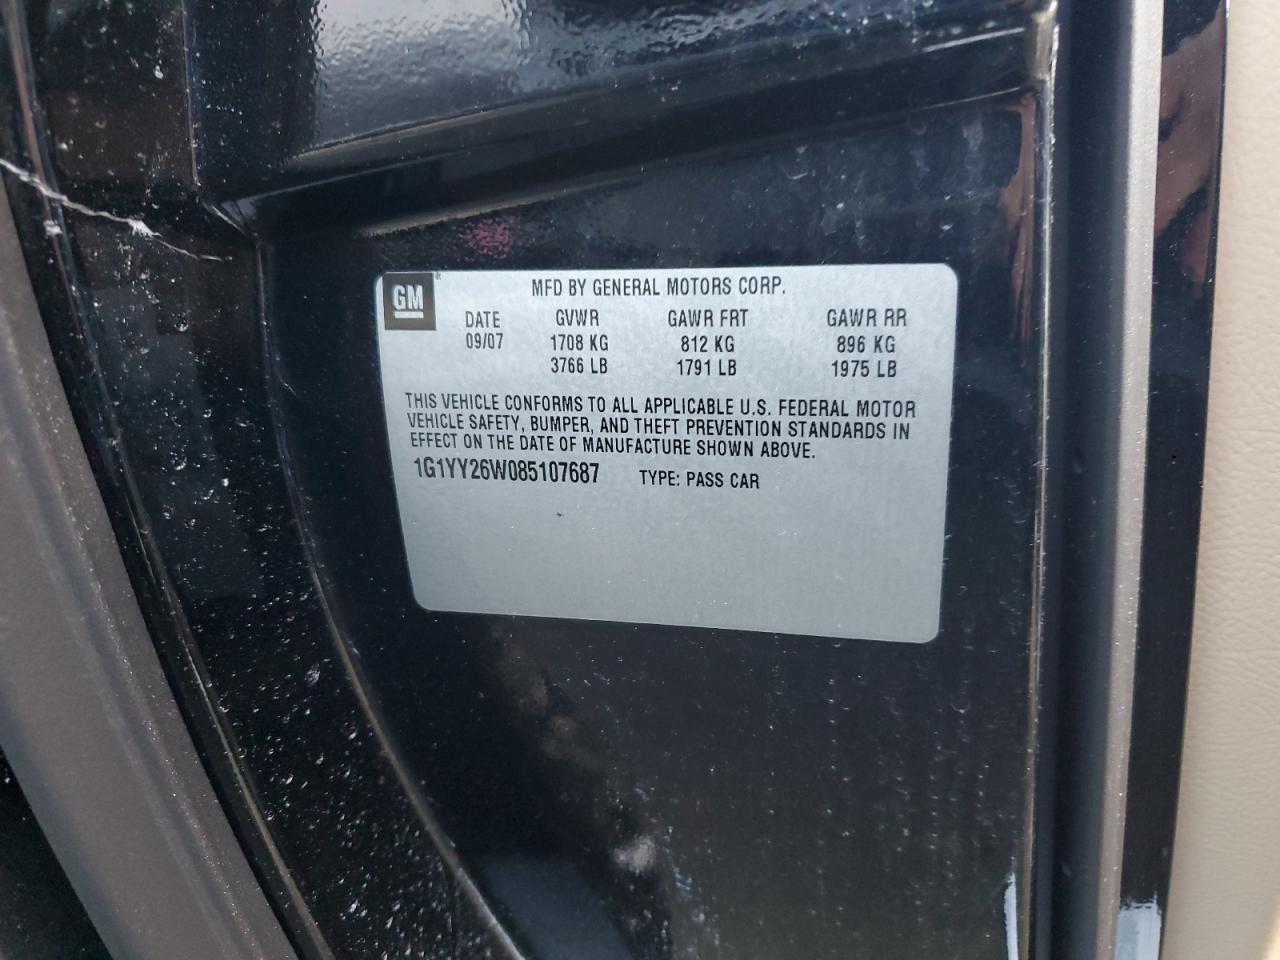 GM
MFD BY GENERAL MOTORS CORP.
DATE GVWR GAWR FRT GAWR RR
09/07 1708 KG 812 KG 896 KG
3766 LB 1791 LB 1975 LB
THIS VEHICLE CONFORMS TO ALL APPLICABLE U.S. FEDERAL MOTOR
VEHICLE SAFETY, BUMPER, AND THEFT PREVENTION STANDARDS IN
EFFECT ON THE DATE OF MANUFACTURE SHOWN ABOVE.
1G1YY26W085107687 TYPE: PASS CAR